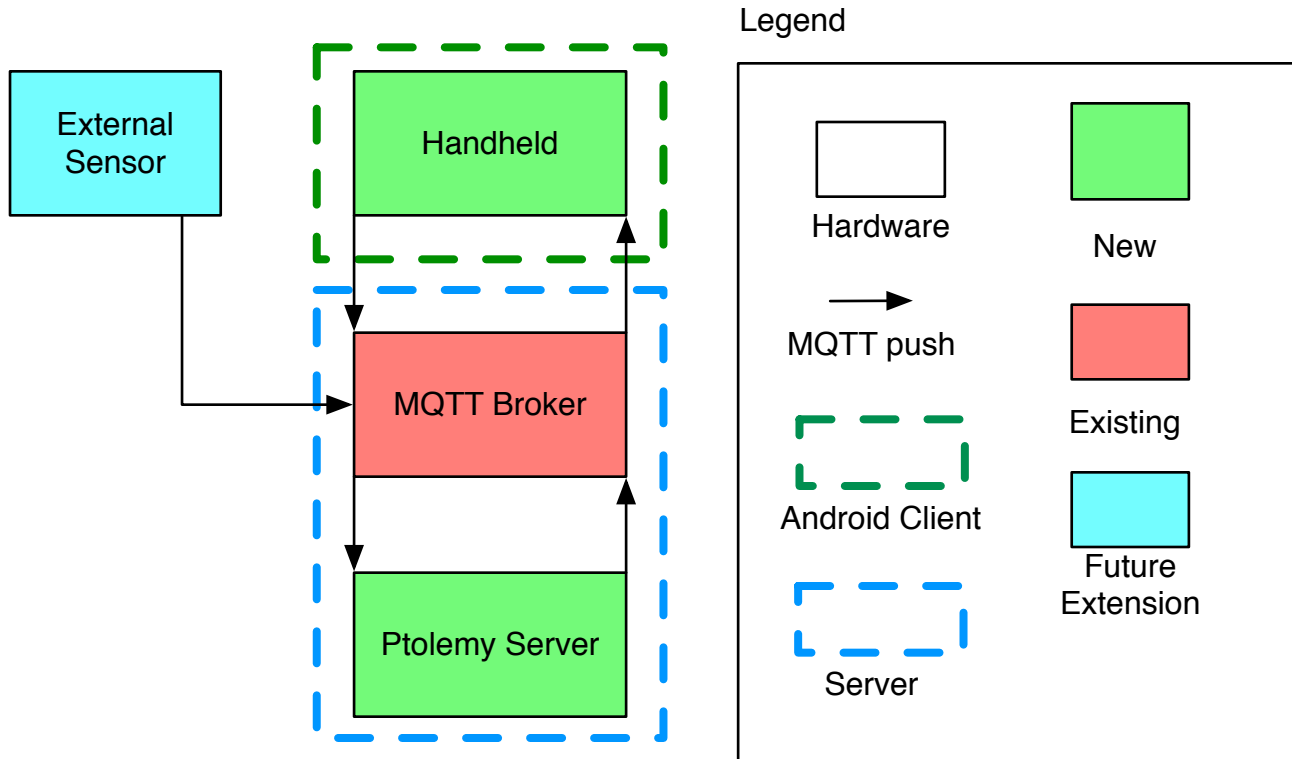 Legend
External
Sensor
Handheld
MQTT Broker
Ptolemy Server
Hardware
New
MQTT push
Existing
Android Client
Future
Extension
Server